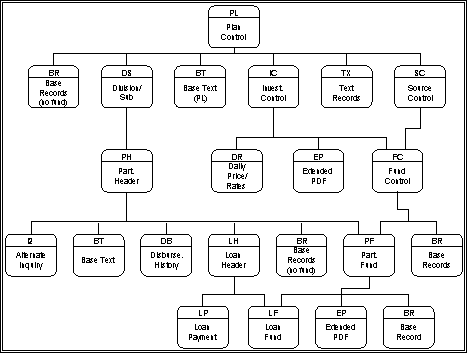 PL
Plan
Control
BR
Base
Records
(no fund)
DS
Division/
Sub
BT
Base Text
(PL)
IC
Invest.
Control
TX
Text
Records
SC
Source
Control
PH
Part.
Header
DR
Daily
Price/
Rates
EP
Extended
PDF
FC
Fund
Control
I2
Alternate
Inquiry
BT
Base Text
DB
Disburse.
History
LH
Loan
Header
BR
Base
Records
(no fund)
PF
Part.
Fund
BR
Base
Records
LP
Loan
Payment
LF
Loan
Fund
EP
Extended
PDF
BR
Base
Record